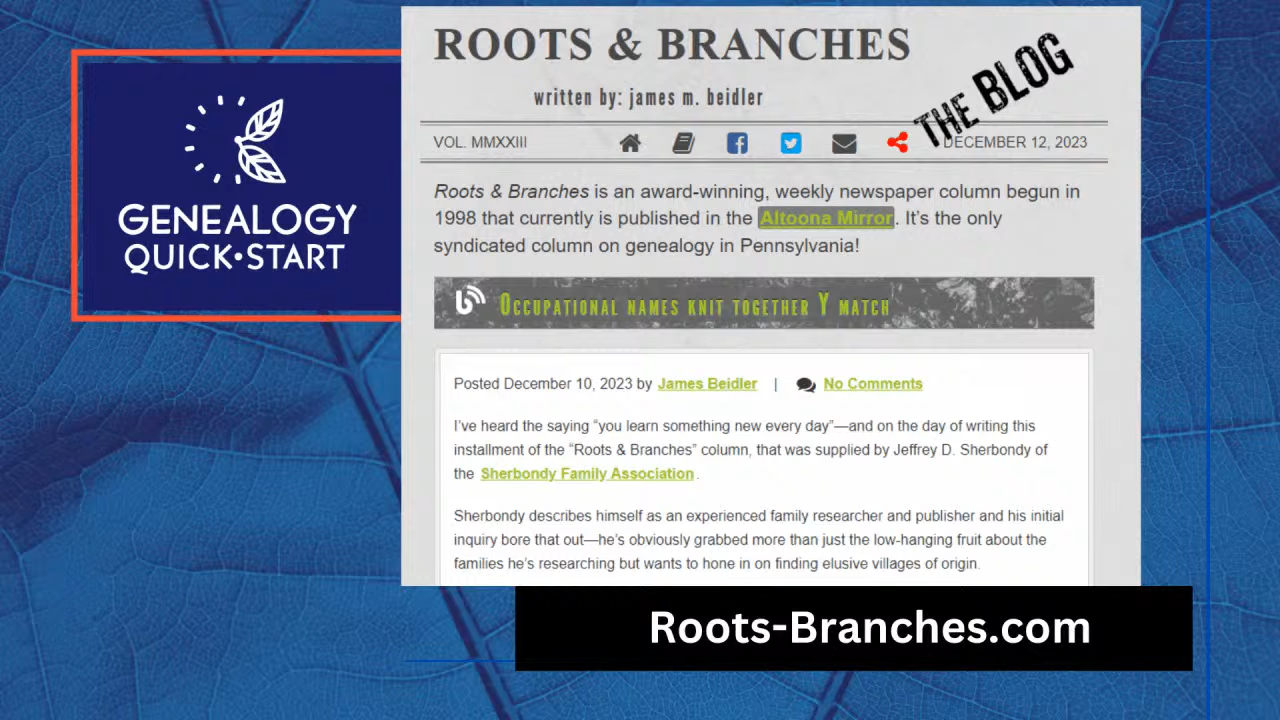 GENEALOGY
QUICK•START
ROOTS & BRANCHES
THE BLOG
written by: james m. beidler
VOL. MMXXIII
DECEMBER 12, 2023
Roots & Branches is an award-winning, weekly newspaper column begun in
1998 that currently is published in the Altoona Mirror. It's the only
syndicated column on genealogy in Pennsylvania!
Occupational names knit together Y match
Posted December 10, 2023 by James Beidler | No Comments
I've heard the saying “you learn something new every day”—and on the day of writing this
installment of the “Roots & Branches” column, that was supplied by Jeffrey D. Sherbondy of
the Sherbondy Family Association.
Sherbondy describes himself as an experienced family researcher and publisher and his initial
inquiry bore that out—he's obviously grabbed more than just the low-hanging fruit about the
families he's researching but wants to hone in on finding elusive villages of origin.
Roots-Branches.com